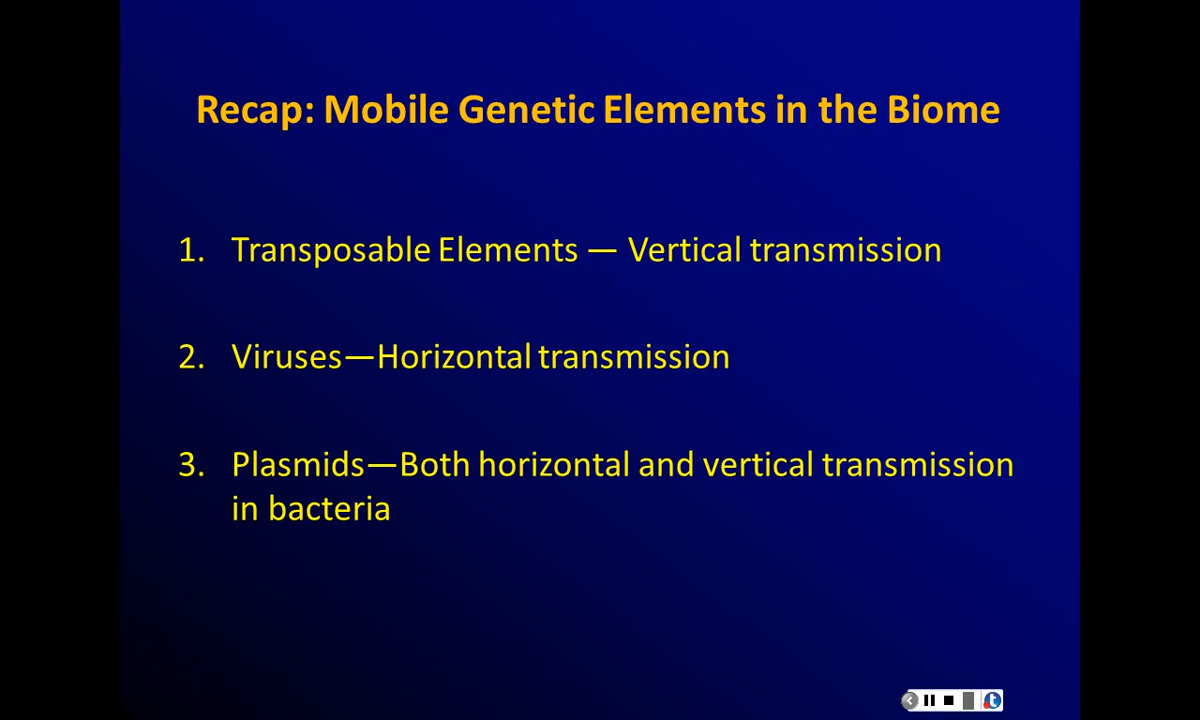 Recap: Mobile Genetic Elements in the Biome
1. Transposable Elements — Vertical transmission
2. Viruses—Horizontal transmission
3. Plasmids—Both horizontal and vertical transmission
in bacteria